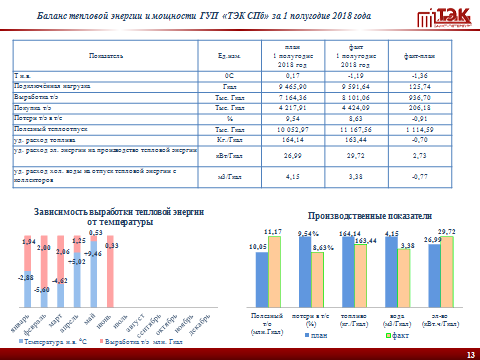 Баланс тепловой энергии и мощности ГУП «ТЭК СПб» за 1 полугодие 2018 года
ТЭК
Показатель Ед.изм. план 1 полугодие 2018 год факт 1 полугодие 2018 год факт-план
Т н.в. 0С 0,17 -1,19 -1,36
Подключённая нагрузка Гкал 9 465,90 9 591,64 125,74
Выработка т/э Тыс. Гкал 7 164,36 8 101,06 936,70
Покупка т/э Тыс. Гкал 4 217,91 4 424,09 206,18
Потери т/э в т/с % 9,54 8,63 -0,91
Полезный теплоотпуск Тыс. Гкал 10 052,97 11 167,56 1 114,59
уд. расход топлива Кг./Гкал 164,14 163,44 -0,70
уд. расход эл. энергии на производство тепловой энергии кВт/Гкал 26,99 29,72 2,73
уд. расход хол. воды на отпуск тепловой энергии с коллекторов м3/Гкал 4,15 3,38 -0,77
Зависимость выработки тепловой энергии
от температуры
1,94 2,00 2,06 1,25 0,53 0,33
-2,88 -5,60 -4,62 +5,82 +9,46
январь февраль март апрель май июнь июль август сентябрь октябрь ноябрь декабрь
Температура н.в. °С Выработка т/э млн. Гкал
Производственные показатели
10,05 11,17 9,54% 8,63% 164,14 163,44 4,15 3,38 26,99 29,72
Полезный т/о (млн.Гкал) потери в т/с (%) топливо (кг./Гкал) вода (м3/Гкал) эл-во (кВт.ч/Гкал)
план факт
13